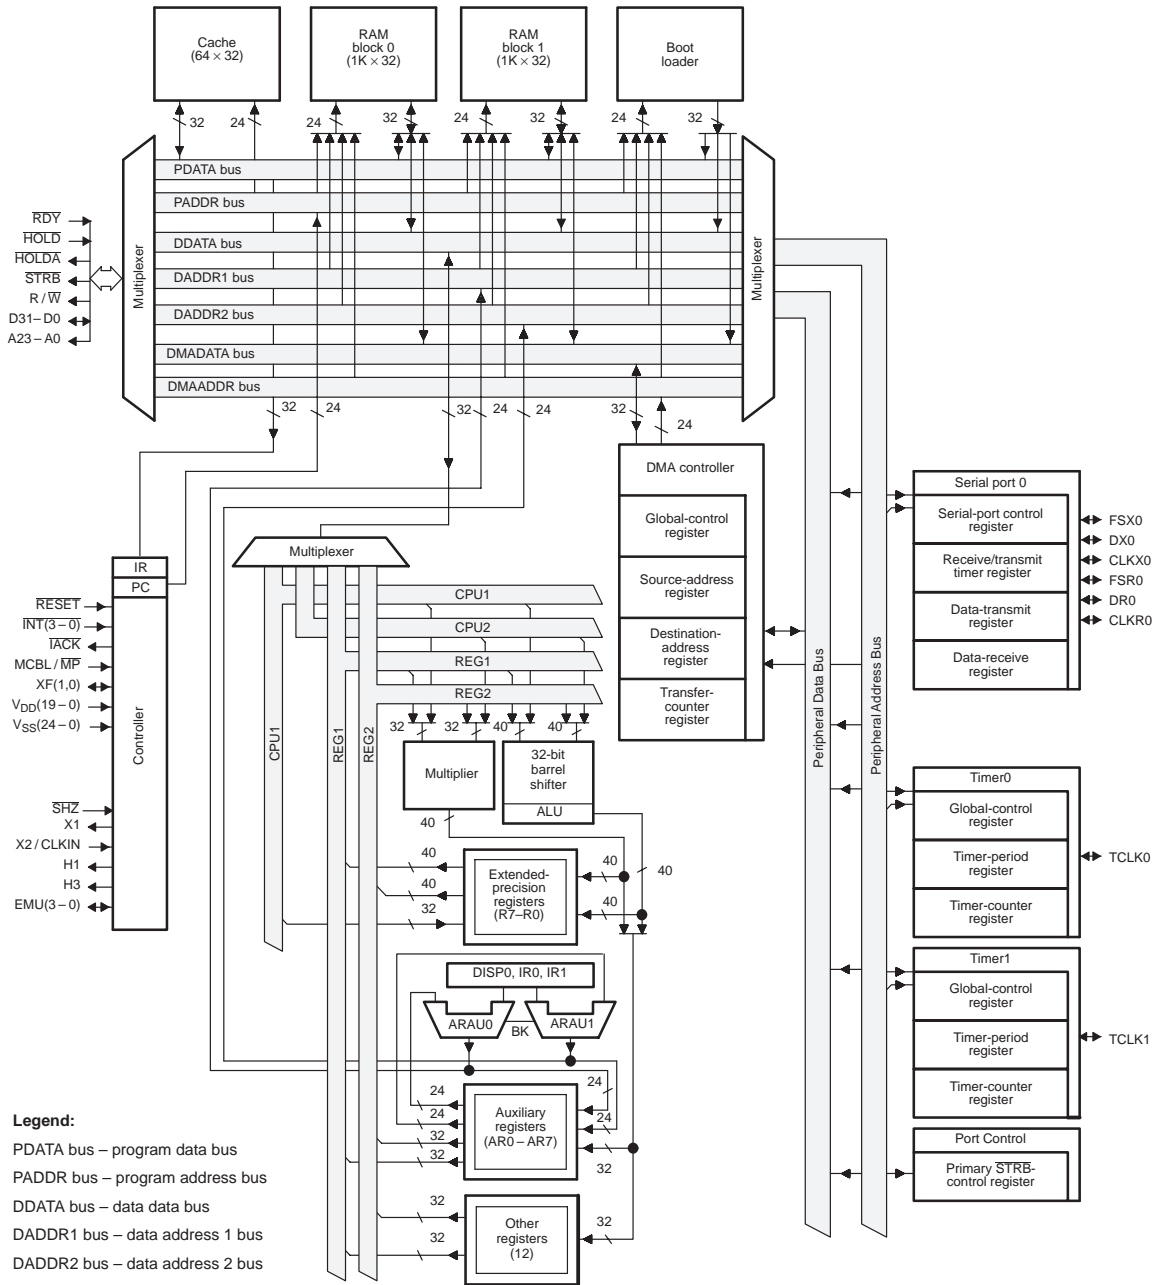 Cache
(64 × 32)
RAM
block 0
(1K × 32)
RAM
block 1
(1K × 32)
Boot
loader
32
24
24
32
24
32
24
32
PDATA bus
PADDR bus
DDATA bus
DADDR1 bus
DADDR2 bus
DMADATA bus
DMAADDR bus
Multiplexer
Multiplexer
RDY
HOLD
HOLDA
STRB
R / W
D31 – D0
A23 – A0
32
24
32
24
24
32
24
DMA controller
Global-control
register
Source-address
register
Destination-
address
register
Transfer-
counter
register
Peripheral Data Bus
Peripheral Address Bus
Serial port 0
Serial-port control
register
Receive/transmit
timer register
Data-transmit
register
Data-receive
register
FSX0
DX0
CLKX0
FSR0
DR0
CLKR0
Multiplexer
IR
PC
Controller
RESET
INT(3 – 0)
IACK
MCBL / MP
XF(1,0)
VDD(19 – 0)
VSS(24 – 0)
SHZ
X1
X2 / CLKIN
H1
H3
EMU(3 – 0)
CPU1
CPU2
REG1
REG2
CPU1
REG1
REG2
32
32
40
40
Multiplier
32-bit
barrel
shifter
ALU
40
40
40
32
Extended-
precision
registers
(R7–R0)
40
40
40
Timer0
Global-control
register
Timer-period
register
Timer-counter
register
TCLK0
Timer1
Global-control
register
Timer-period
register
Timer-counter
register
TCLK1
Port Control
Primary STRB-
control register
DISP0, IR0, IR1
ARAU0
BK
ARAU1
24
24
32
32
Auxiliary
registers
(AR0 – AR7)
24
24
32
32
32
Other
registers
(12)
32
Legend:
PDATA bus – program data bus
PADDR bus – program address bus
DDATA bus – data data bus
DADDR1 bus – data address 1 bus
DADDR2 bus – data address 2 bus